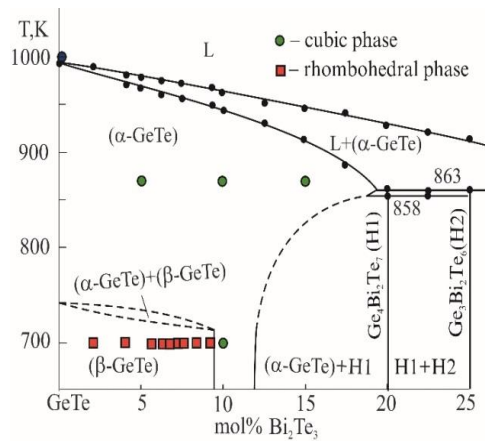 T,K
1000
900
800
700
L
– cubic phase
– rhombohedral phase
(α-GeTe)
L+(α-GeTe)
863
858
(α-GeTe)+(β-GeTe)
(β-GeTe)
(α-GeTe)+H1
Ge₄Bi₂Te₇ (H1)
H1+H2
Ge₃Bi₂Te₆(H2)
GeTe
5
10
15
20
25
mol% Bi₂Te₃